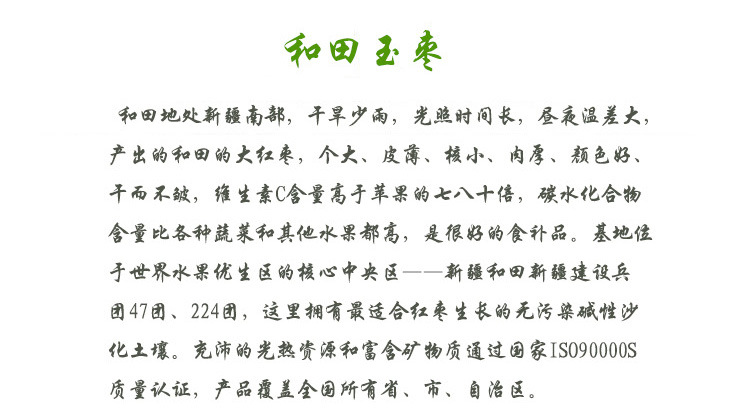 和田玉枣
和田地处新疆南部，干旱少雨，光照时间长，昼夜温差大，
产出的和田的大红枣，个大、皮薄、核小、肉厚、颜色好、
干而不皱，维生素C含量高于苹果的七八十倍，碳水化合物
含量比各种蔬菜和其他水果都高，是很好的食补品。基地位
于世界水果优生区的核心中央区——新疆和田新疆建设兵
团47团、224团，这里拥有最适合红枣生长的无污染碱性沙
化土壤。充沛的光热资源和富含矿物质通过国家ISO90000S
质量认证，产品覆盖全国所有省、市、自治区。